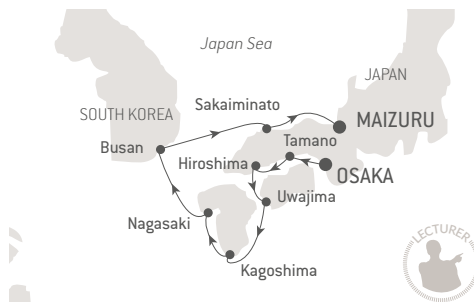 Japan Sea
JAPAN
SOUTH KOREA
Sakaiminato
MAIZURU
Tamano
Busan
Hiroshima
OSAKA
Uwajima
Nagasaki
Kagoshima
LECTURER